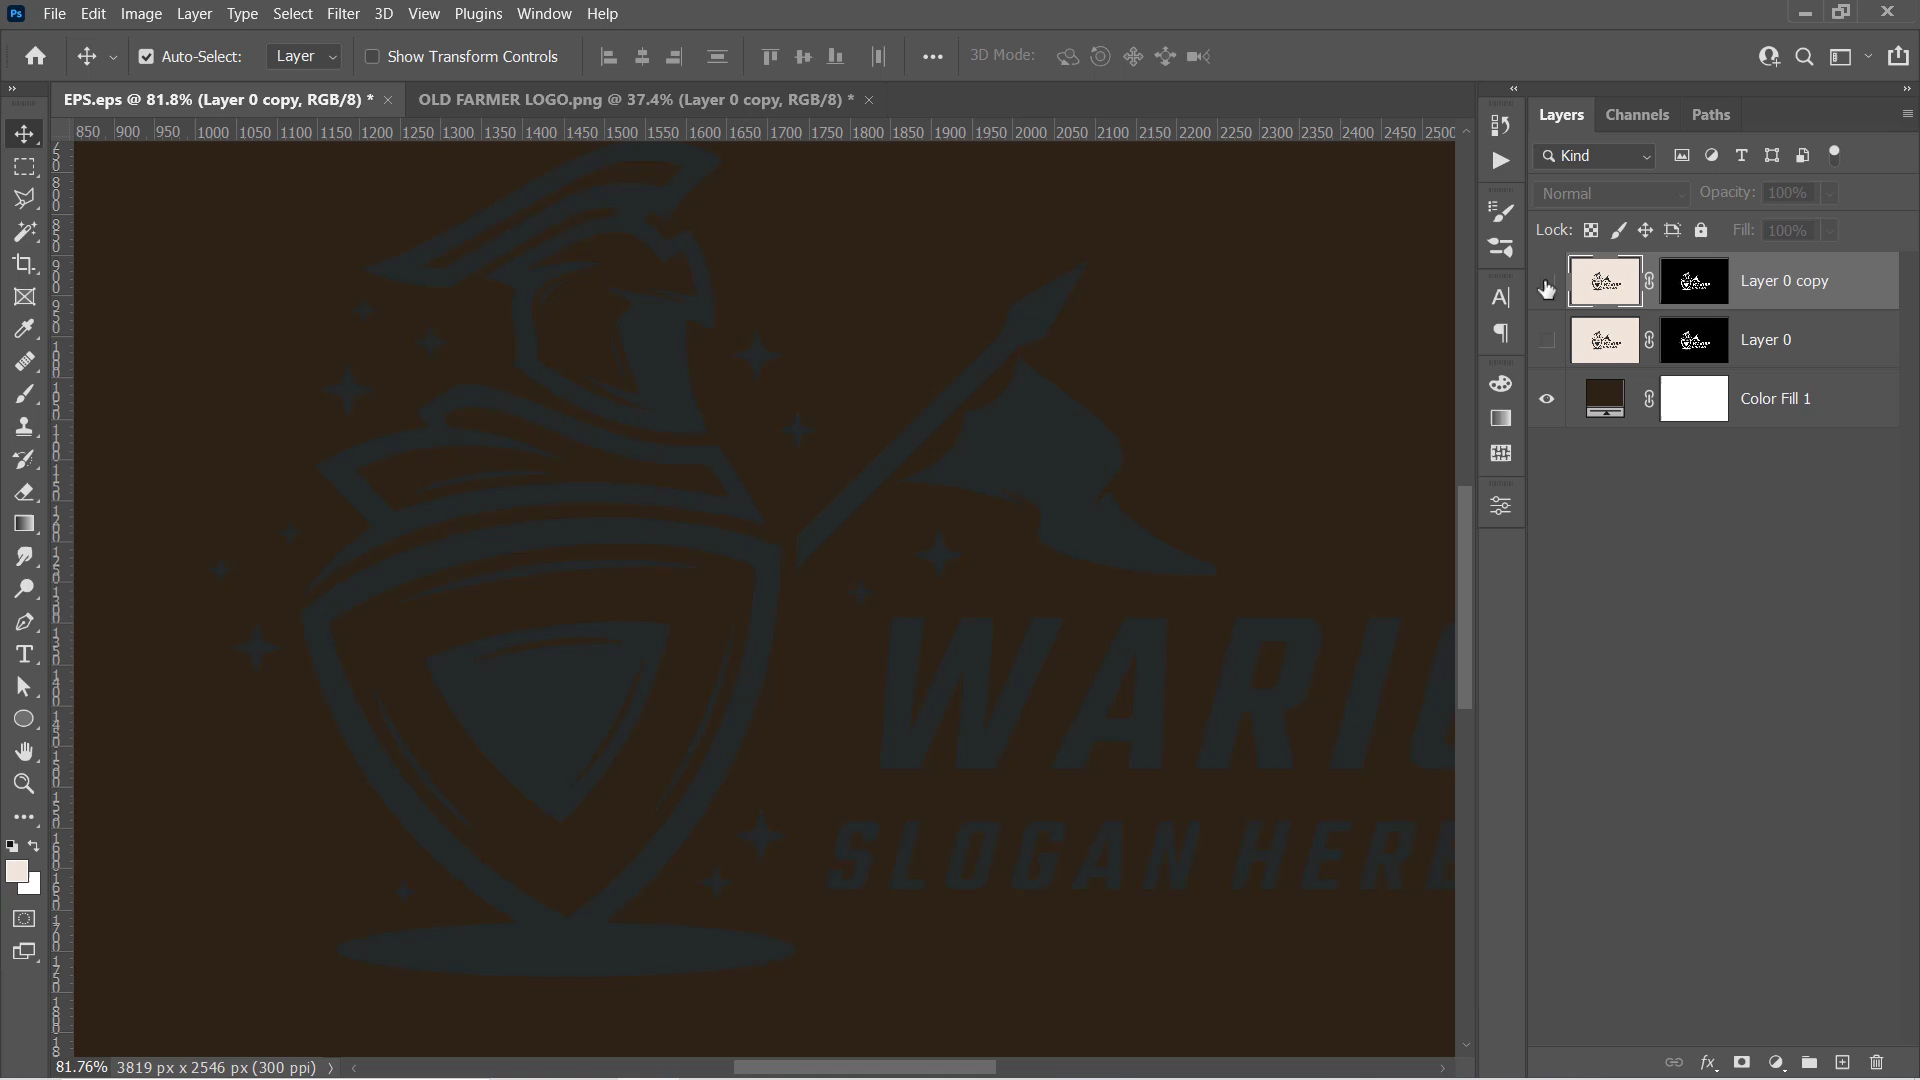 Ps File Edit Image Layer Type Select Filter 3D View Plugins Window Help
Auto-Select: Layer Show Transform Controls 3D Mode:
EPS.eps @ 81.8% (Layer 0 copy, RGB/8) * OLD FARMER LOGO.png @ 37.4% (Layer 0 copy, RGB/8) *
850 900 950 1000 1050 1100 1150 1200 1250 1300 1350 1400 1450 1500 1550 1600 1650 1700 1750 1800 1850 1900 1950 2000 2050 2100 2150 2200 2250 2300 2350 2400 2450 2500
Layers Channels Paths
Kind
Normal Opacity: 100%
Lock: Fill: 100%
Layer 0 copy
Layer 0
Color Fill 1
WARIO
SLOGAN HERE
81.76% 3819 px x 2546 px (300 ppi)